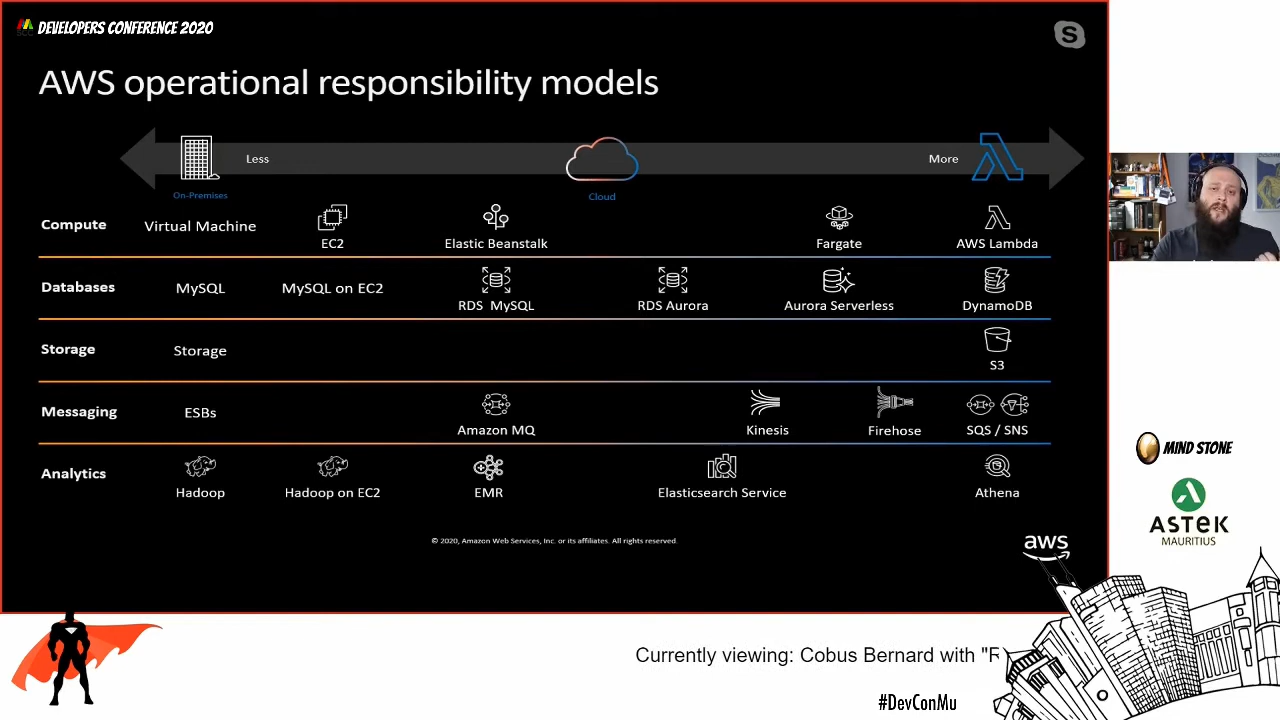 DEVELOPERS CONFERENCE 2020
S
AWS operational responsibility models
Less
More
On-Premises
Cloud
Compute
Virtual Machine
EC2
Elastic Beanstalk
Fargate
AWS Lambda
Databases
MySQL
MySQL on EC2
RDS MySQL
RDS Aurora
Aurora Serverless
DynamoDB
Storage
Storage
S3
Messaging
ESBs
Amazon MQ
Kinesis
Firehose
SQS / SNS
Analytics
Hadoop
Hadoop on EC2
EMR
Elasticsearch Service
Athena
© 2020, Amazon Web Services, Inc. or its affiliates. All rights reserved.
aws
MIND STONE
ASTEK
MAURITIUS
Currently viewing: Cobus Bernard with "R
#DevConMu